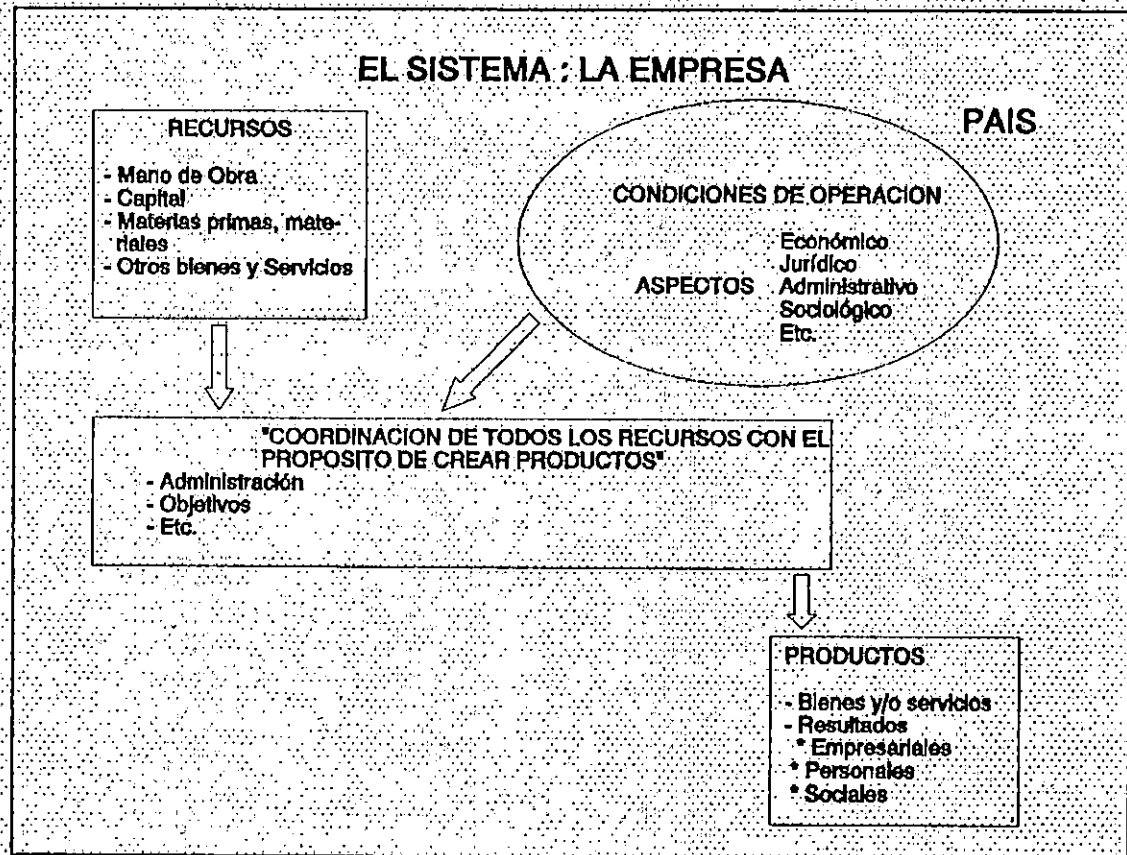 EL SISTEMA : LA EMPRESA
RECURSOS
- Mano de Obra
- Capital
- Materias primas, mate-
riales
- Otros bienes y Servicios
PAIS
CONDICIONES DE OPERACION
Económico
Jurídico
ASPECTOS Administrativo
Sociológico
Etc.
"COORDINACION DE TODOS LOS RECURSOS CON EL
PROPOSITO DE CREAR PRODUCTOS"
- Administración
- Objetivos
- Etc.
PRODUCTOS
- Bienes y/o servicios
- Resultados
* Empresariales
* Personales
* Sociales